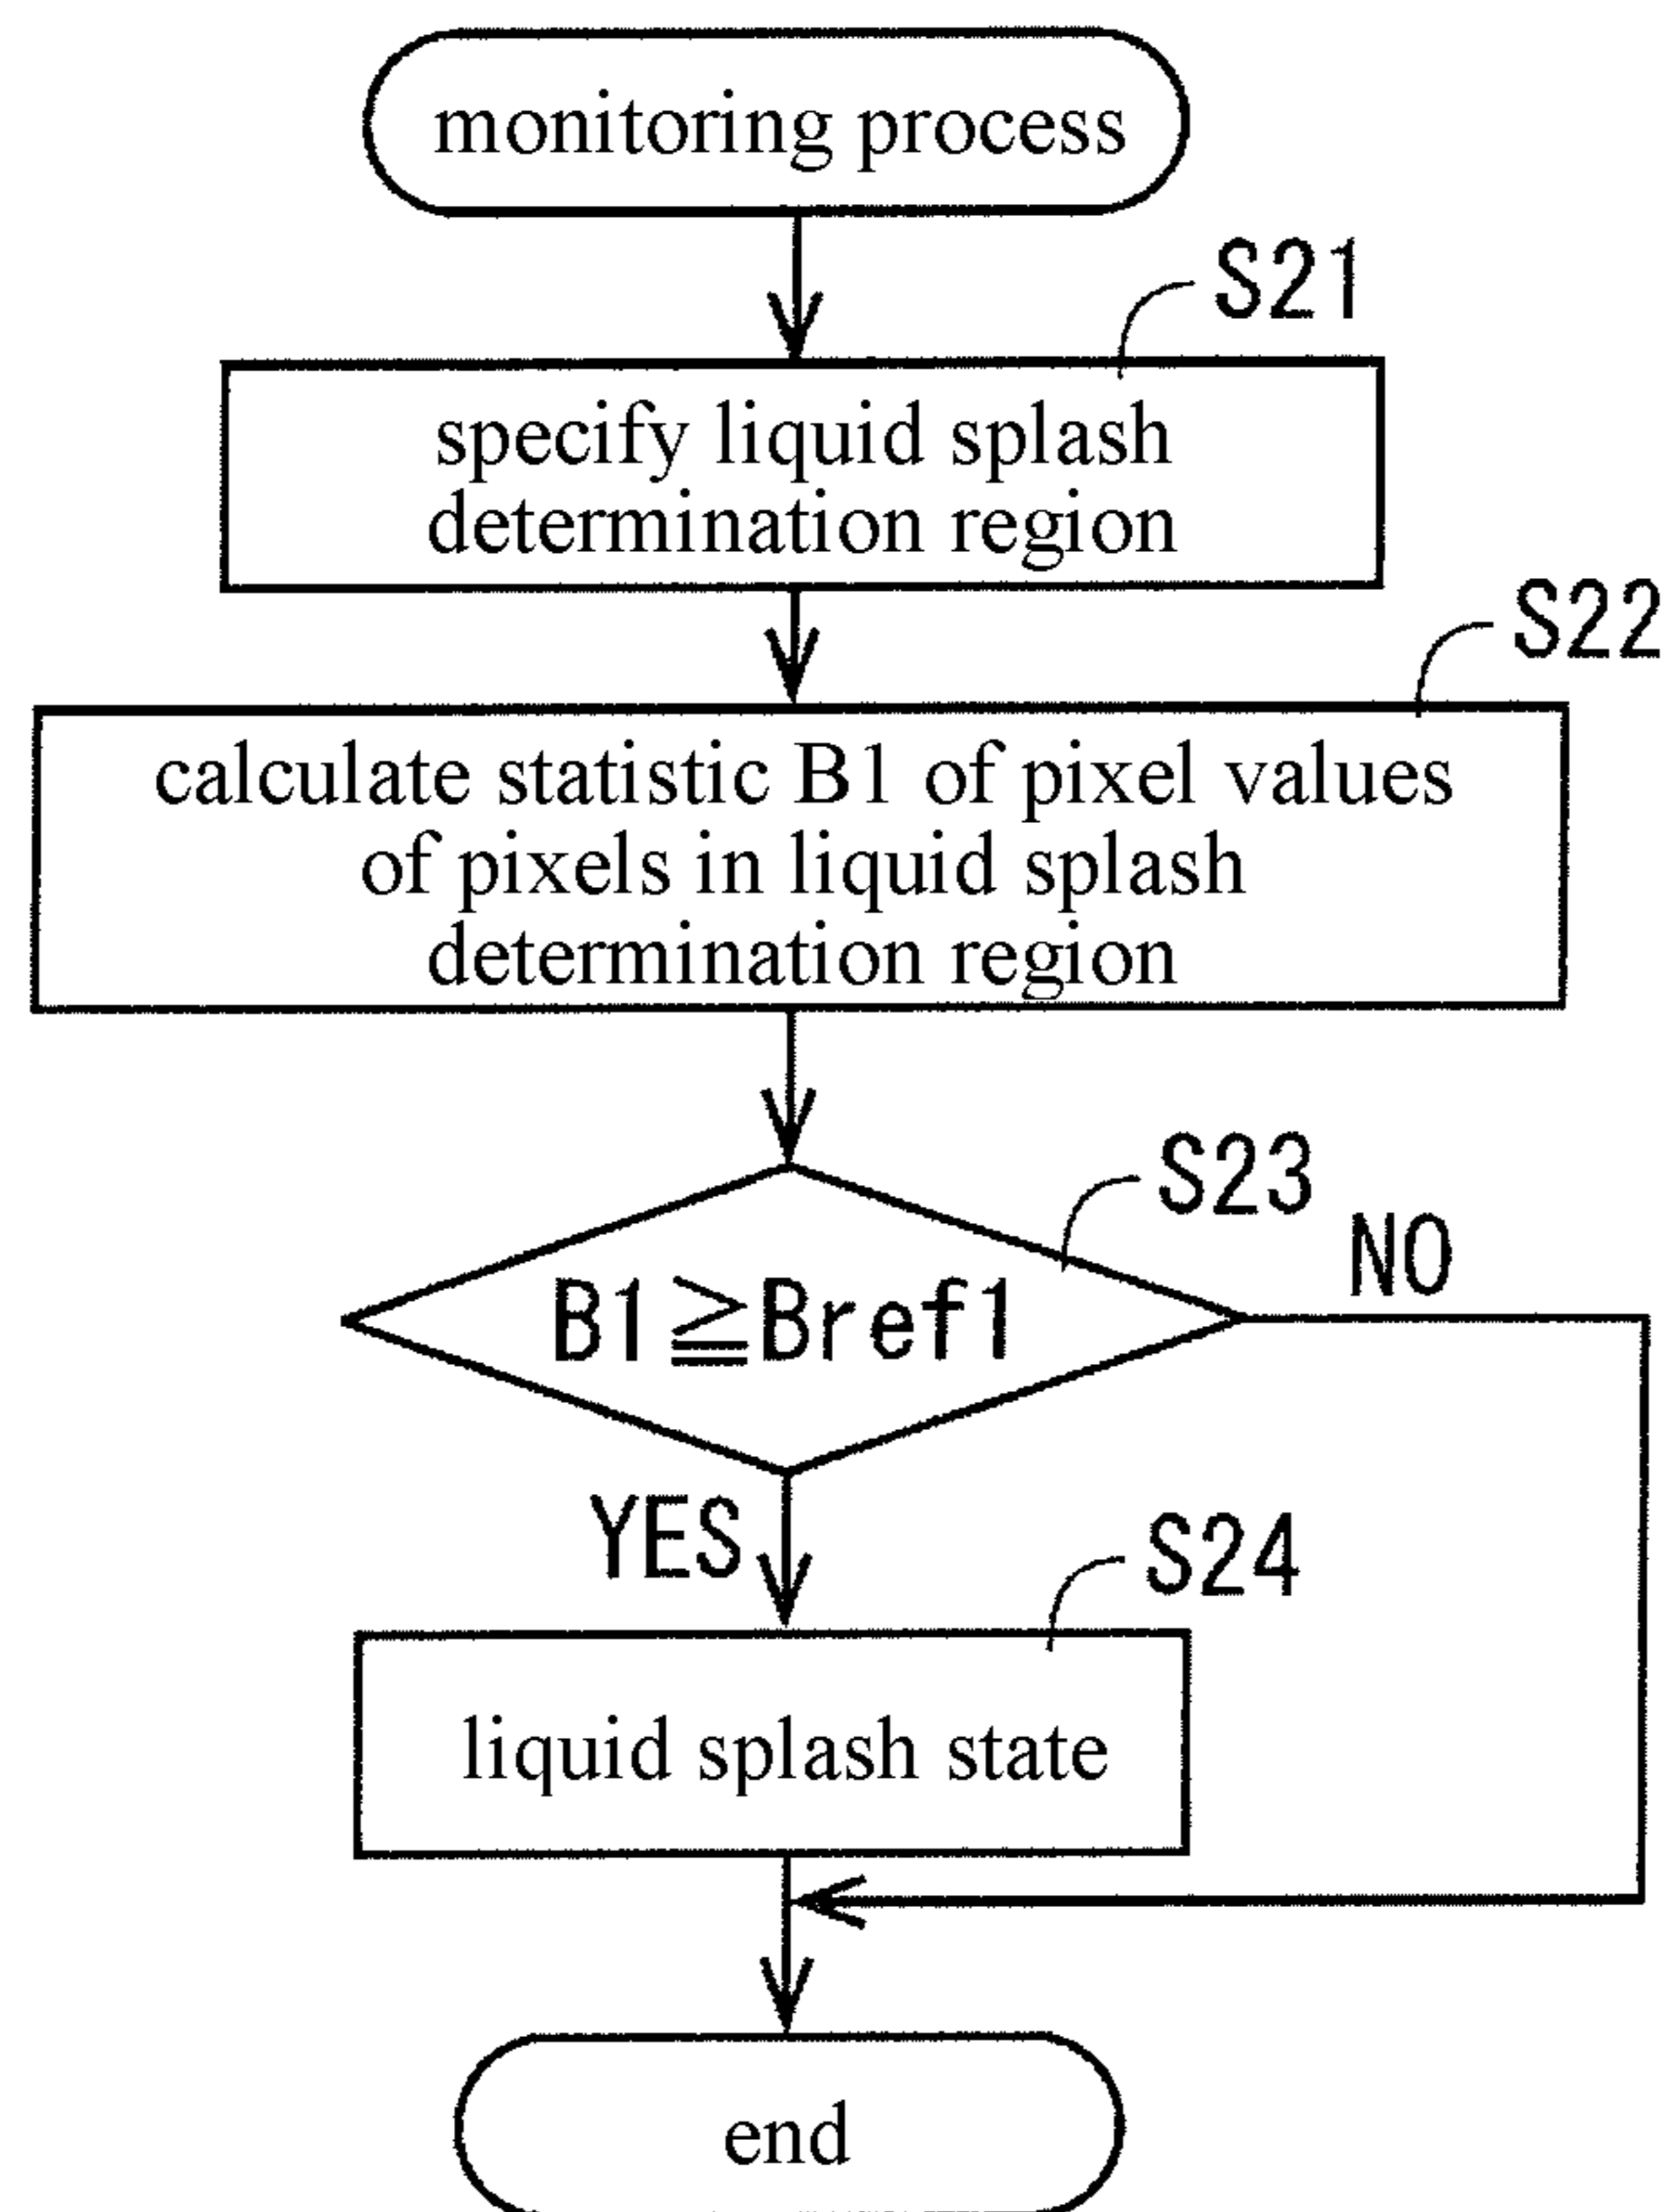 monitoring process
S21
specify liquid splash
determination region
S22
calculate statistic B1 of pixel values
of pixels in liquid splash
determination region
S23
B1≧Bref1
NO
YES
S24
liquid splash state
end